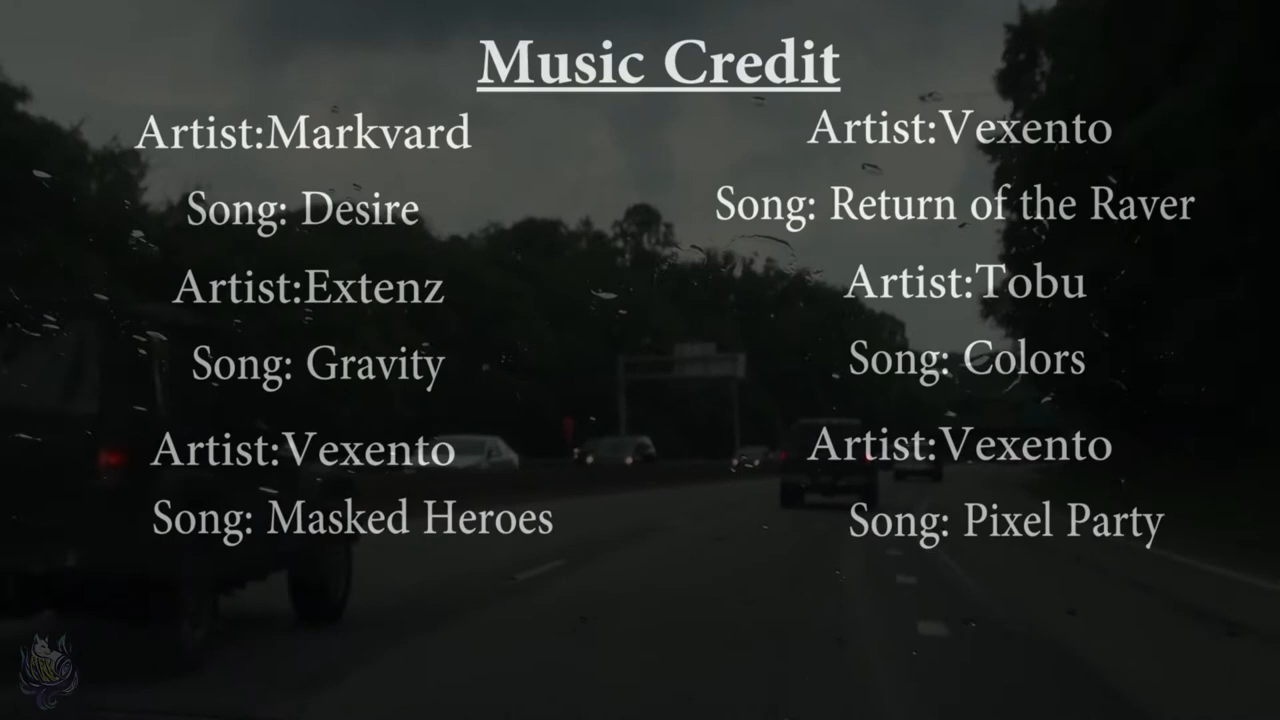 Music Credit
Artist:Markvard
Song: Desire
Artist:Extenz
Song: Gravity
Artist:Vexento
Song: Masked Heroes
Artist:Vexento
Song: Return of the Raver
Artist:Tobu
Song: Colors
Artist:Vexento
Song: Pixel Party